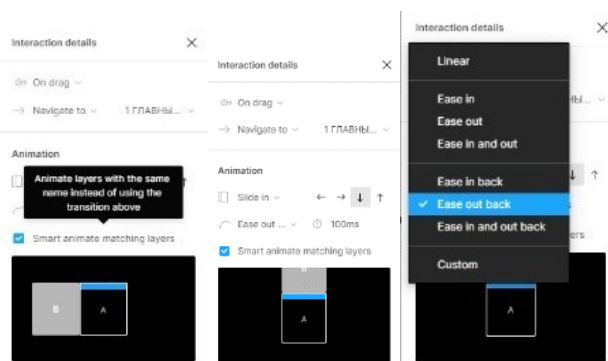 Interaction details
On drag
Navigate to
1 ГЛАВНЫ...
Animation
Animate layers with the same
name instead of using the
transition above
Smart animate matching layers
B
A
Interaction details
On drag
Navigate to
1 ГЛАВНЫ...
Animation
Slide in
Ease out ...
100ms
Smart animate matching layers
A
Interaction details
Linear
Ease in
Ease out
Ease in and out
Ease in back
Ease out back
Ease in and out back
Custom
A